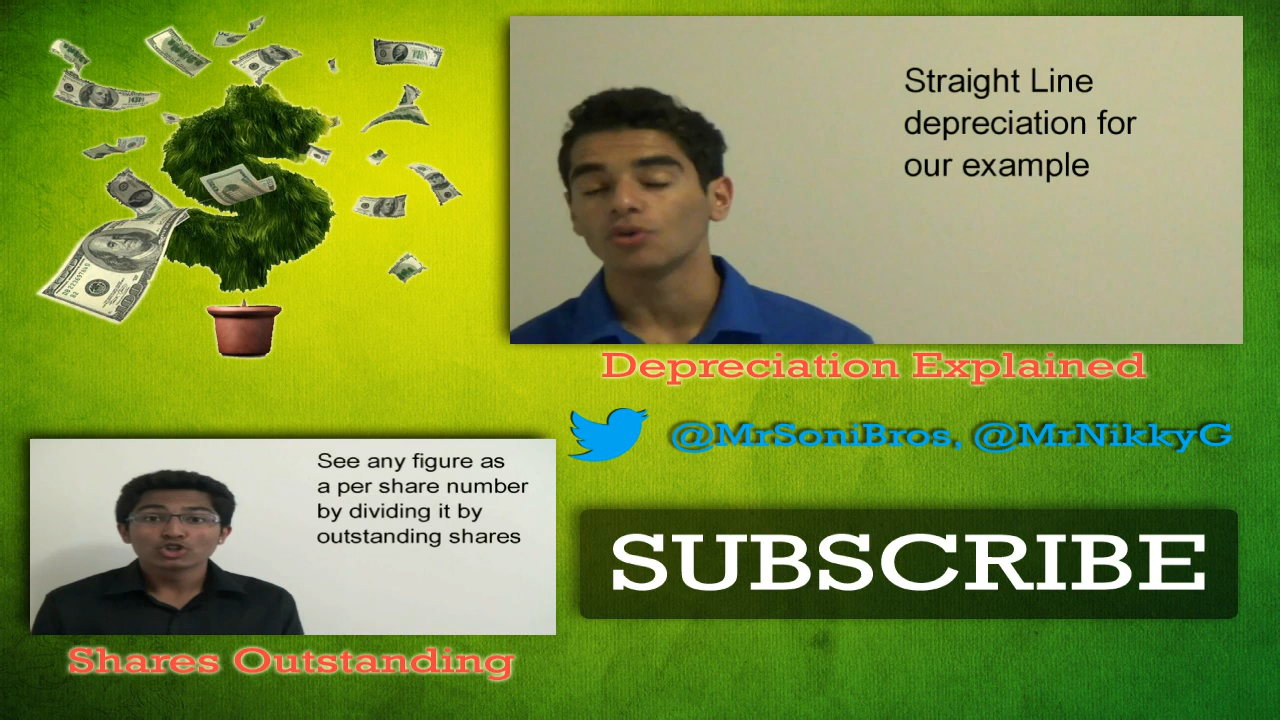 Straight Line
depreciation for
our example
Depreciation Explained
@MrSoniBros, @MrNikkyG
See any figure as
a per share number
by dividing it by
outstanding shares
SUBSCRIBE
Shares Outstanding